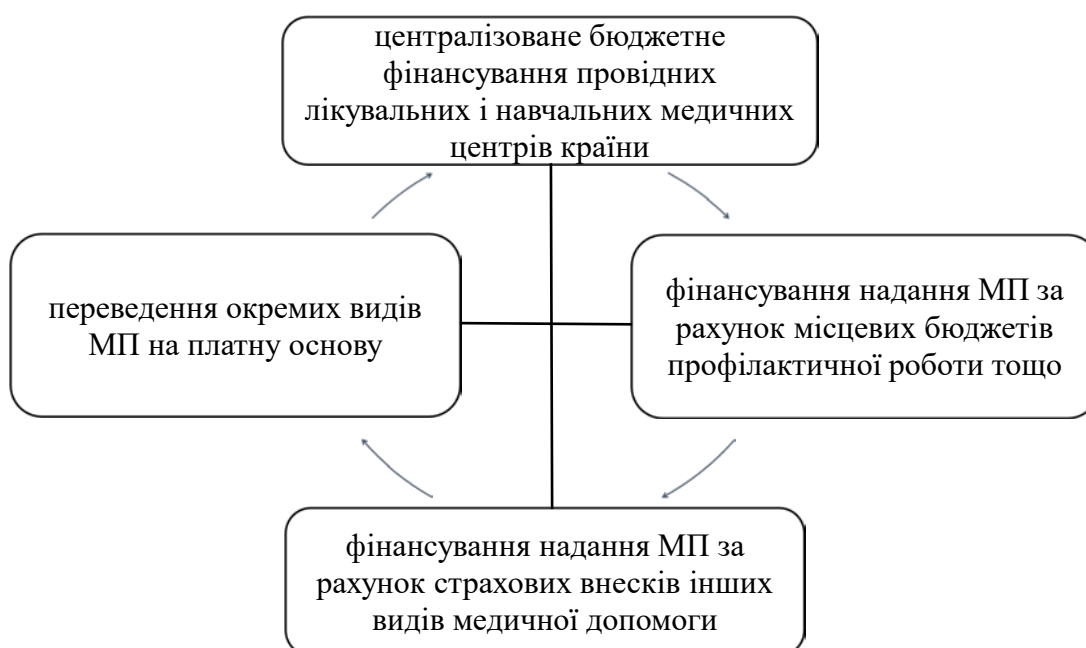 централізоване бюджетне
фінансування провідних
лікувальних і навчальних медичних
центрів країни
переведення окремих видів
МП на платну основу
фінансування надання МП за
рахунок місцевих бюджетів
профілактичної роботи тощо
фінансування надання МП за
рахунок страхових внесків інших
видів медичної допомоги